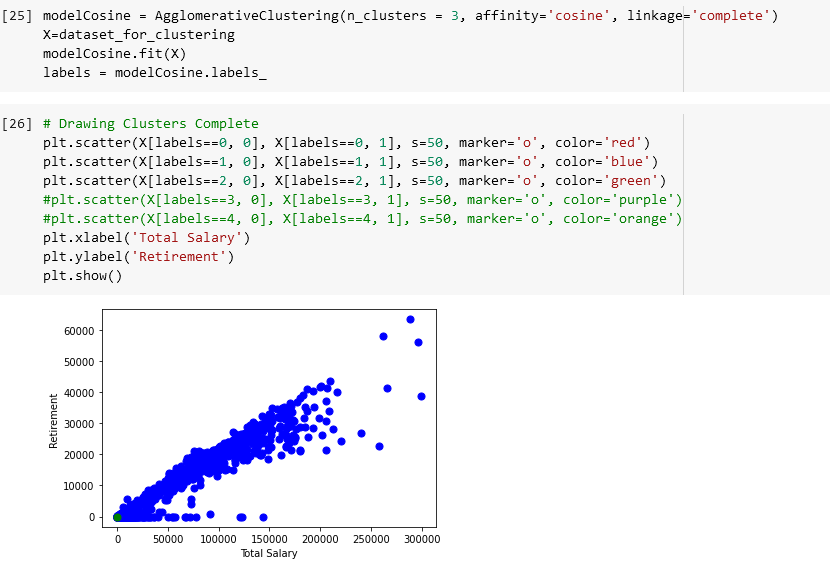 [25] modelCosine = AgglomerativeClustering(n_clusters = 3, affinity='cosine', linkage='complete')
X=dataset_for_clustering
modelCosine.fit(X)
labels = modelCosine.labels_
[26] # Drawing Clusters Complete
plt.scatter(X[labels==0, 0], X[labels==0, 1], s=50, marker='o', color='red')
plt.scatter(X[labels==1, 0], X[labels==1, 1], s=50, marker='o', color='blue')
plt.scatter(X[labels==2, 0], X[labels==2, 1], s=50, marker='o', color='green')
#plt.scatter(X[labels==3, 0], X[labels==3, 1], s=50, marker='o', color='purple')
#plt.scatter(X[labels==4, 0], X[labels==4, 1], s=50, marker='o', color='orange')
plt.xlabel('Total Salary')
plt.ylabel('Retirement')
plt.show()
60000
50000
40000
30000
20000
10000
0
Retirement
0 50000 100000 150000 200000 250000 300000
Total Salary